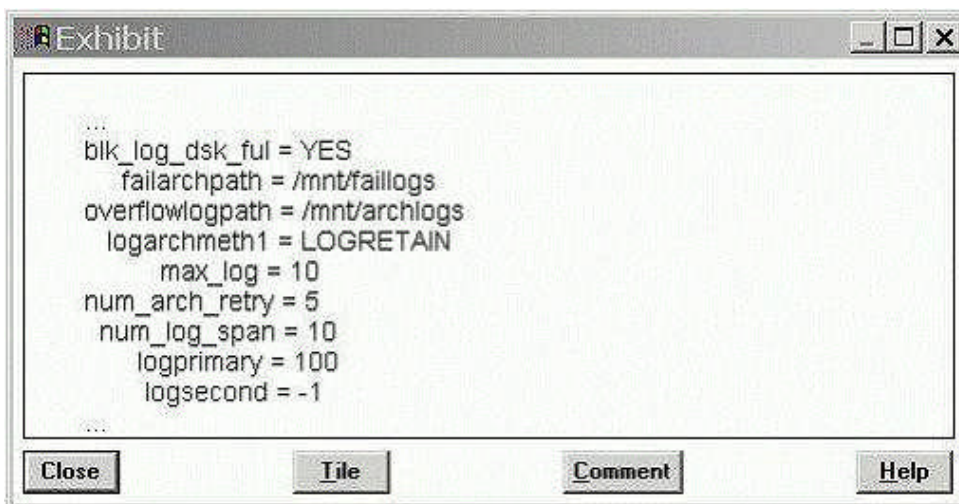 Exhibit
...
blk_log_dsk_ful = YES
failarchpath = /mnt/faillogs
overflowlogpath = /mnt/archlogs
logarchmeth1 = LOGRETAIN
max_log = 10
num_arch_retry = 5
num_log_span = 10
logprimary = 100
logsecond = -1
...
Close Tile Comment Help